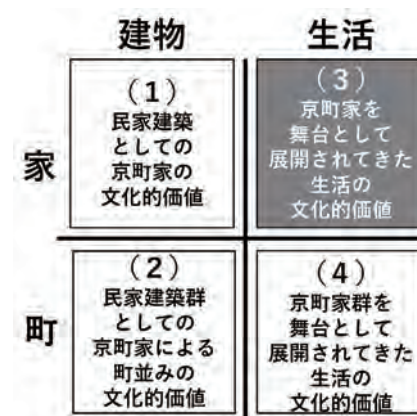 建物
生活
家
(1)
民家建築
としての
京町家の
文化的価値
(3)
京町家を
舞台として
展開されてきた
生活の
文化的価値
町
(2)
民家建築群
としての
京町家による
町並みの
文化的価値
(4)
京町家群を
舞台として
展開されてきた
生活の
文化的価値